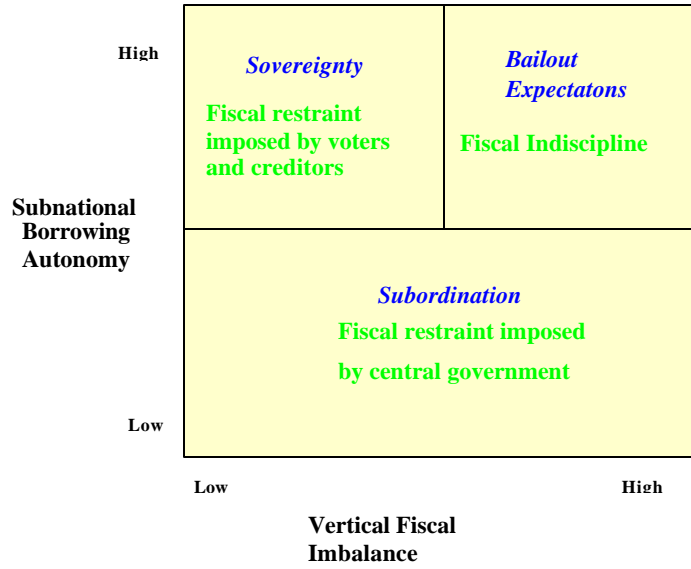 High
Sovereignty
Fiscal restraint
imposed by voters
and creditors
Bailout
Expectatons
Fiscal Indiscipline
Subnational
Borrowing
Autonomy
Subordination
Fiscal restraint imposed
by central government
Low
Low
High
Vertical Fiscal
Imbalance